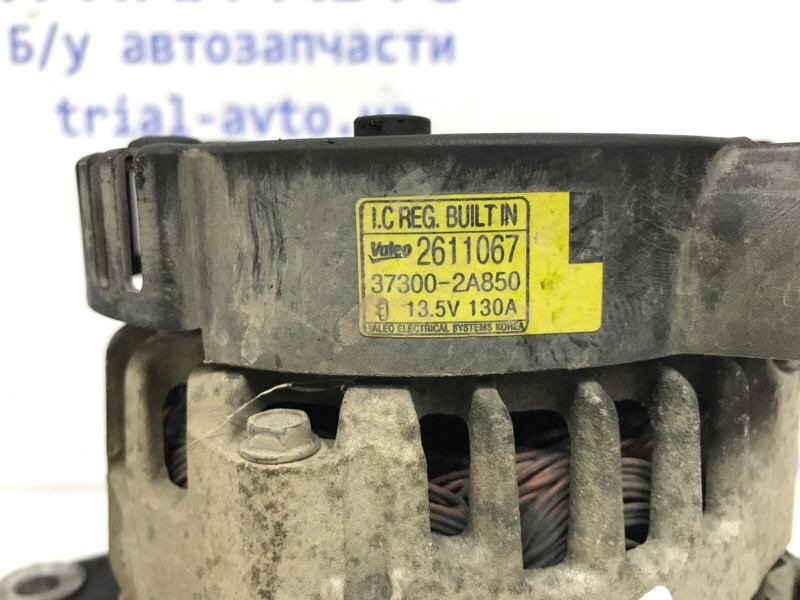 Б/у автозапчасти
trial-avto.ua
I.C REG. BUILT IN
Valeo 2611067
37300-2A850
13.5V 130A
VALEO ELECTRICAL SYSTEMS KOREA